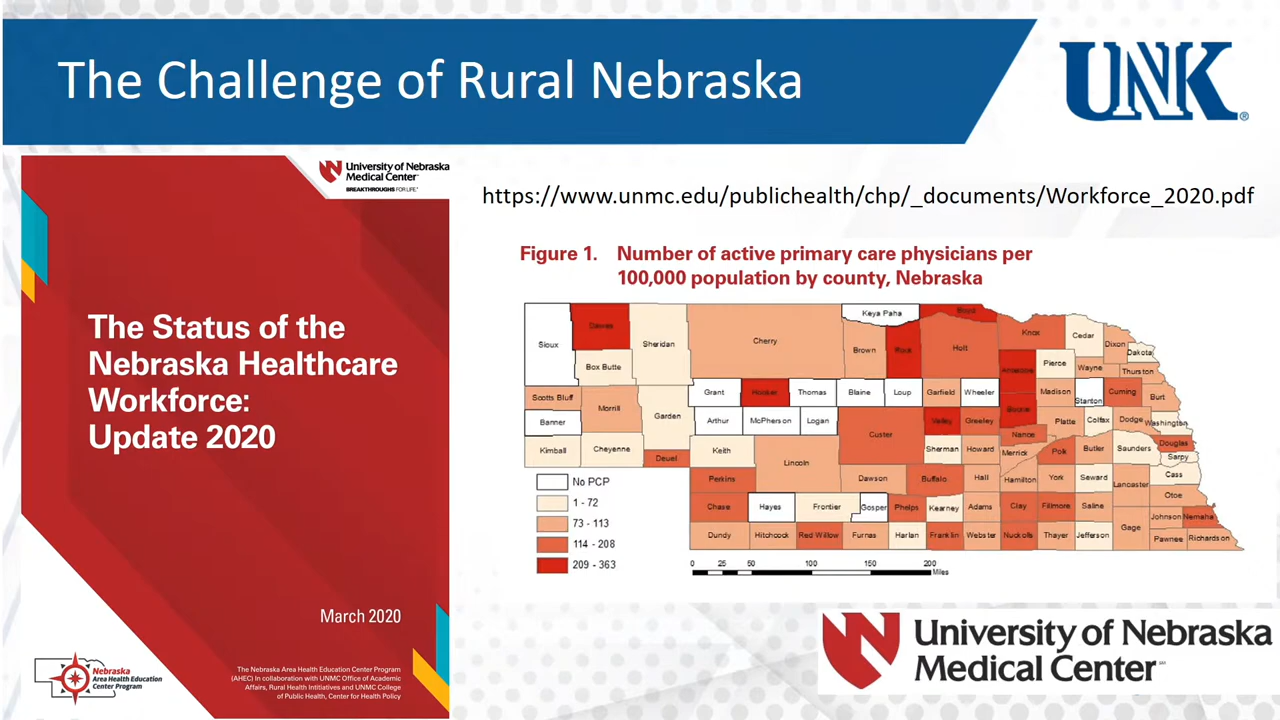 The Challenge of Rural Nebraska
UNK®
University of Nebraska
Medical Center
BREAKTHROUGHS FOR LIFE.
https://www.unmc.edu/publichealth/chp/_documents/Workforce_2020.pdf
The Status of the
Nebraska Healthcare
Workforce:
Update 2020
March 2020
Nebraska
Area Health Education
Center Program
The Nebraska Area Health Education Center Program
(AHEC) In collaboration with UNMC Office of Academic
Affairs, Rural Health Intitiatives and UNMC College
of Public Health, Center for Health Policy
Figure 1. Number of active primary care physicians per
100,000 population by county, Nebraska
Sioux
Dawes
Sheridan
Box Butte
Cherry
Keya Paha
Boyd
Brown
Rock
Holt
Knox
Cedar
Dixon
Dakota
Antelope
Pierce
Wayne
Thurston
Scotts Bluff
Morrill
Garden
Grant
Hooker
Thomas
Blaine
Loup
Garfield
Wheeler
Boone
Madison
Stanton
Cuming
Burt
Banner
Arthur
McPherson
Logan
Custer
Valley
Greeley
Nance
Platte
Colfax
Dodge
Washington
Kimball
Cheyenne
Deuel
Keith
Lincoln
Sherman
Howard
Merrick
Polk
Butler
Saunders
Douglas
Sarpy
Perkins
Dawson
Buffalo
Hall
Hamilton
York
Seward
Lancaster
Cass
Otoe
Chase
Hayes
Frontier
Gosper
Phelps
Kearney
Adams
Clay
Fillmore
Saline
Gage
Johnson
Nemaha
Dundy
Hitchcock
Red Willow
Furnas
Harlan
Franklin
Webster
Nuckolls
Thayer
Jefferson
Pawnee
Richardson
No PCP
1 - 72
73 - 113
114 - 208
209 - 363
0 25 50 100 150 200
Miles
University of Nebraska
Medical Center